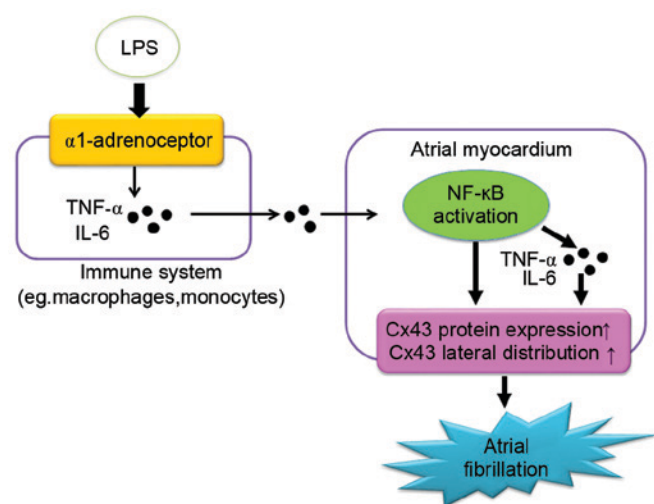 LPS
α1-adrenoceptor
TNF-α
IL-6
Immune system
(eg.macrophages,monocytes)
Atrial myocardium
NF-κB
activation
TNF-α
IL-6
Cx43 protein expression↑
Cx43 lateral distribution ↑
Atrial
fibrillation